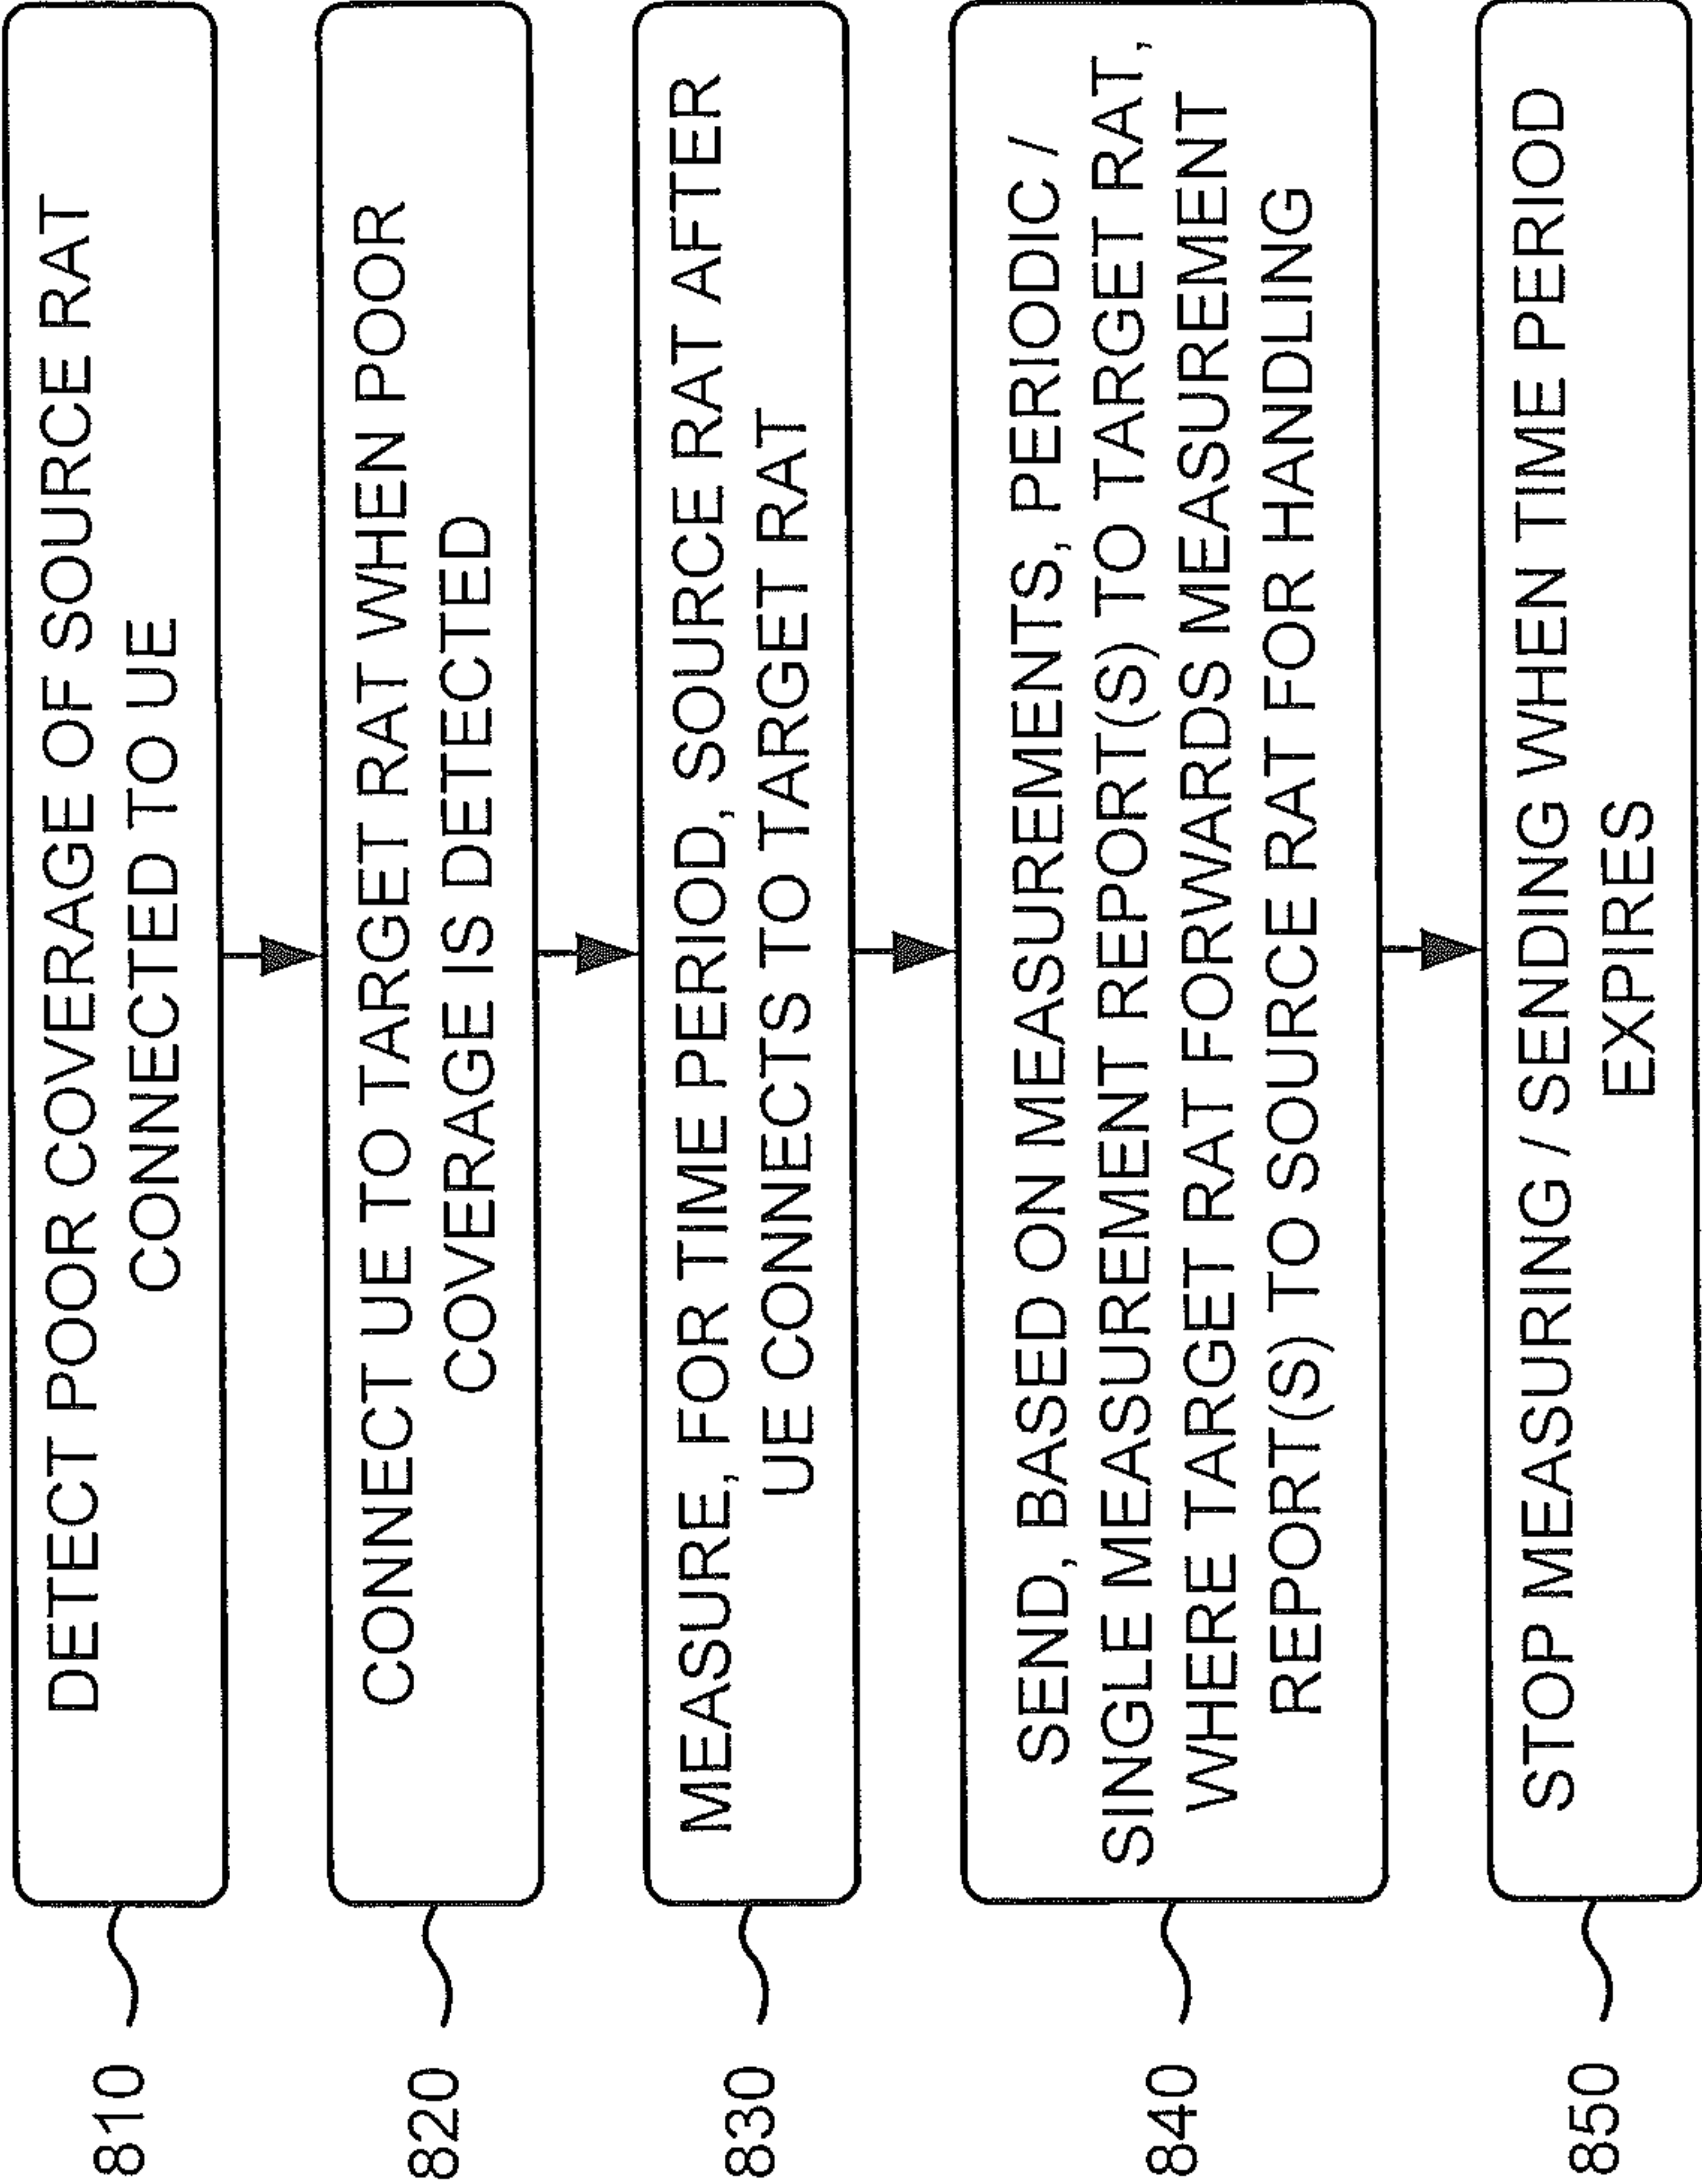 810
DETECT POOR COVERAGE OF SOURCE RAT
CONNECTED TO UE
820
CONNECT UE TO TARGET RAT WHEN POOR
COVERAGE IS DETECTED
830
MEASURE, FOR TIME PERIOD, SOURCE RAT AFTER
UE CONNECTS TO TARGET RAT
840
SEND, BASED ON MEASUREMENTS, PERIODIC /
SINGLE MEASUREMENT REPORT(S) TO TARGET RAT,
WHERE TARGET RAT FORWARDS MEASUREMENT
REPORT(S) TO SOURCE RAT FOR HANDLING
850
STOP MEASURING / SENDING WHEN TIME PERIOD
EXPIRES